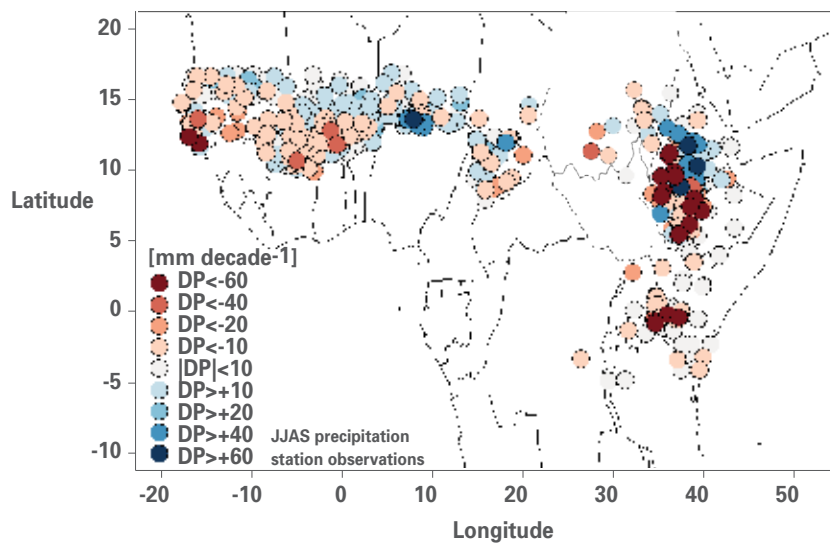 20
15
10
Latitude
5
0
-5
-10
[mm decade-1]
DP<-60
DP<-40
DP<-20
DP<-10
|DP|<10
DP>+10
DP>+20
DP>+40
DP>+60
JJAS precipitation
station observations
-20 -10 0 10 20 30 40 50
Longitude